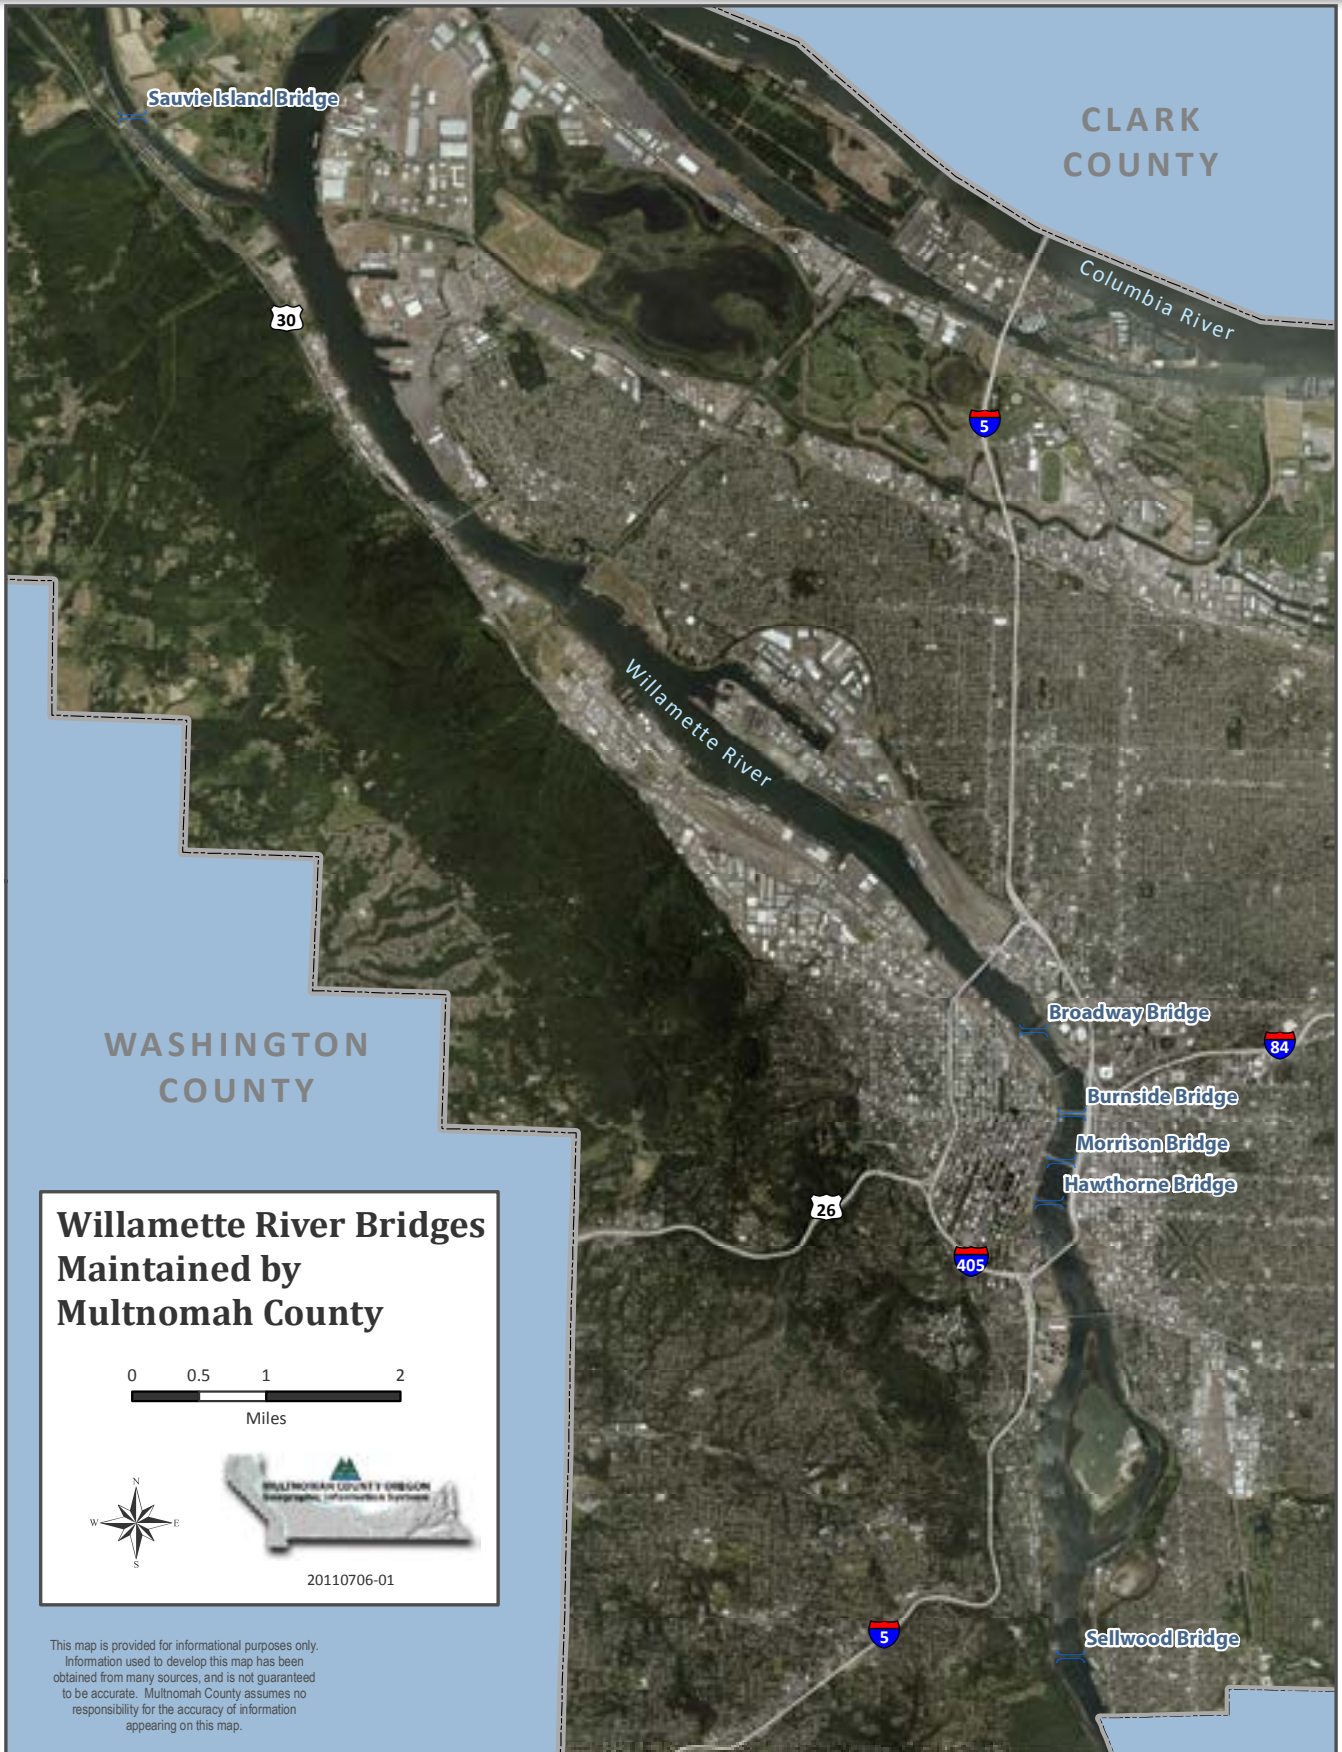 Sauvie Island Bridge
CLARK
COUNTY
Columbia River
30
5
Willamette River
Broadway Bridge
84
Burnside Bridge
Morrison Bridge
Hawthorne Bridge
WASHINGTON
COUNTY
26
405
Willamette River Bridges
Maintained by
Multnomah County
0 0.5 1 2
Miles
N
W E
S
MULTNOMAH COUNTY OREGON
Geographic Information Systems
20110706-01
5
Sellwood Bridge
This map is provided for informational purposes only.
Information used to develop this map has been
obtained from many sources, and is not guaranteed
to be accurate. Multnomah County assumes no
responsibility for the accuracy of information
appearing on this map.